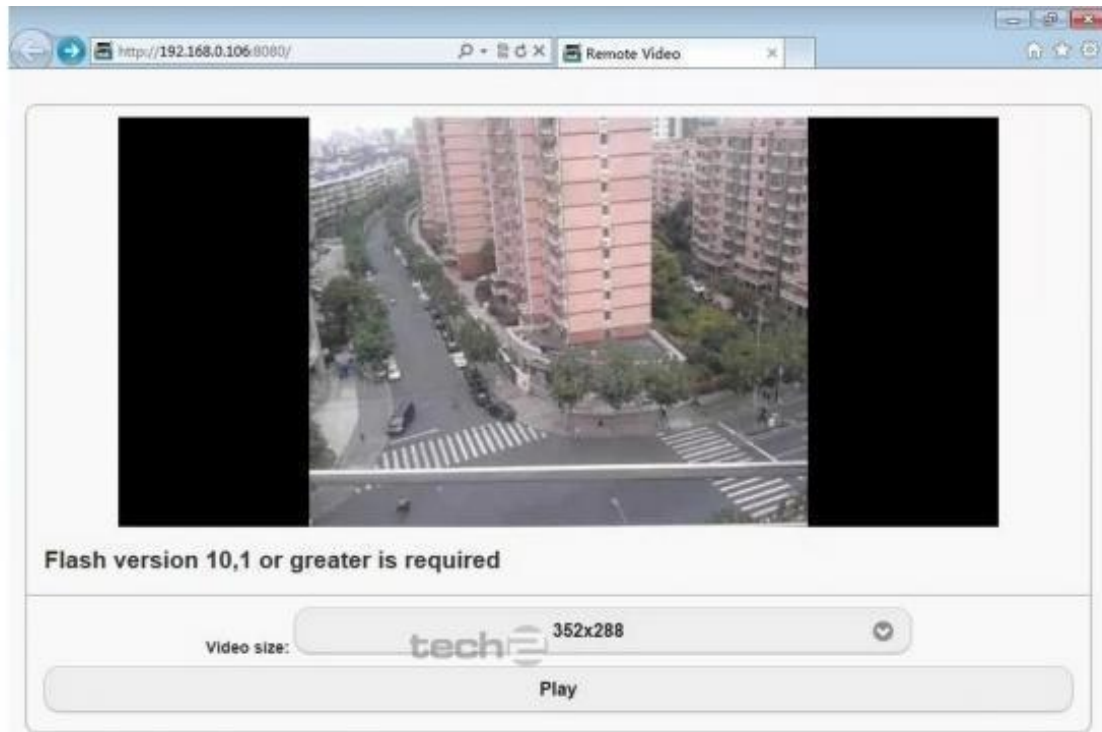 http://192.168.0.106:8080/
Remote Video
Flash version 10,1 or greater is required
Video size:
352x288
tech2
Play